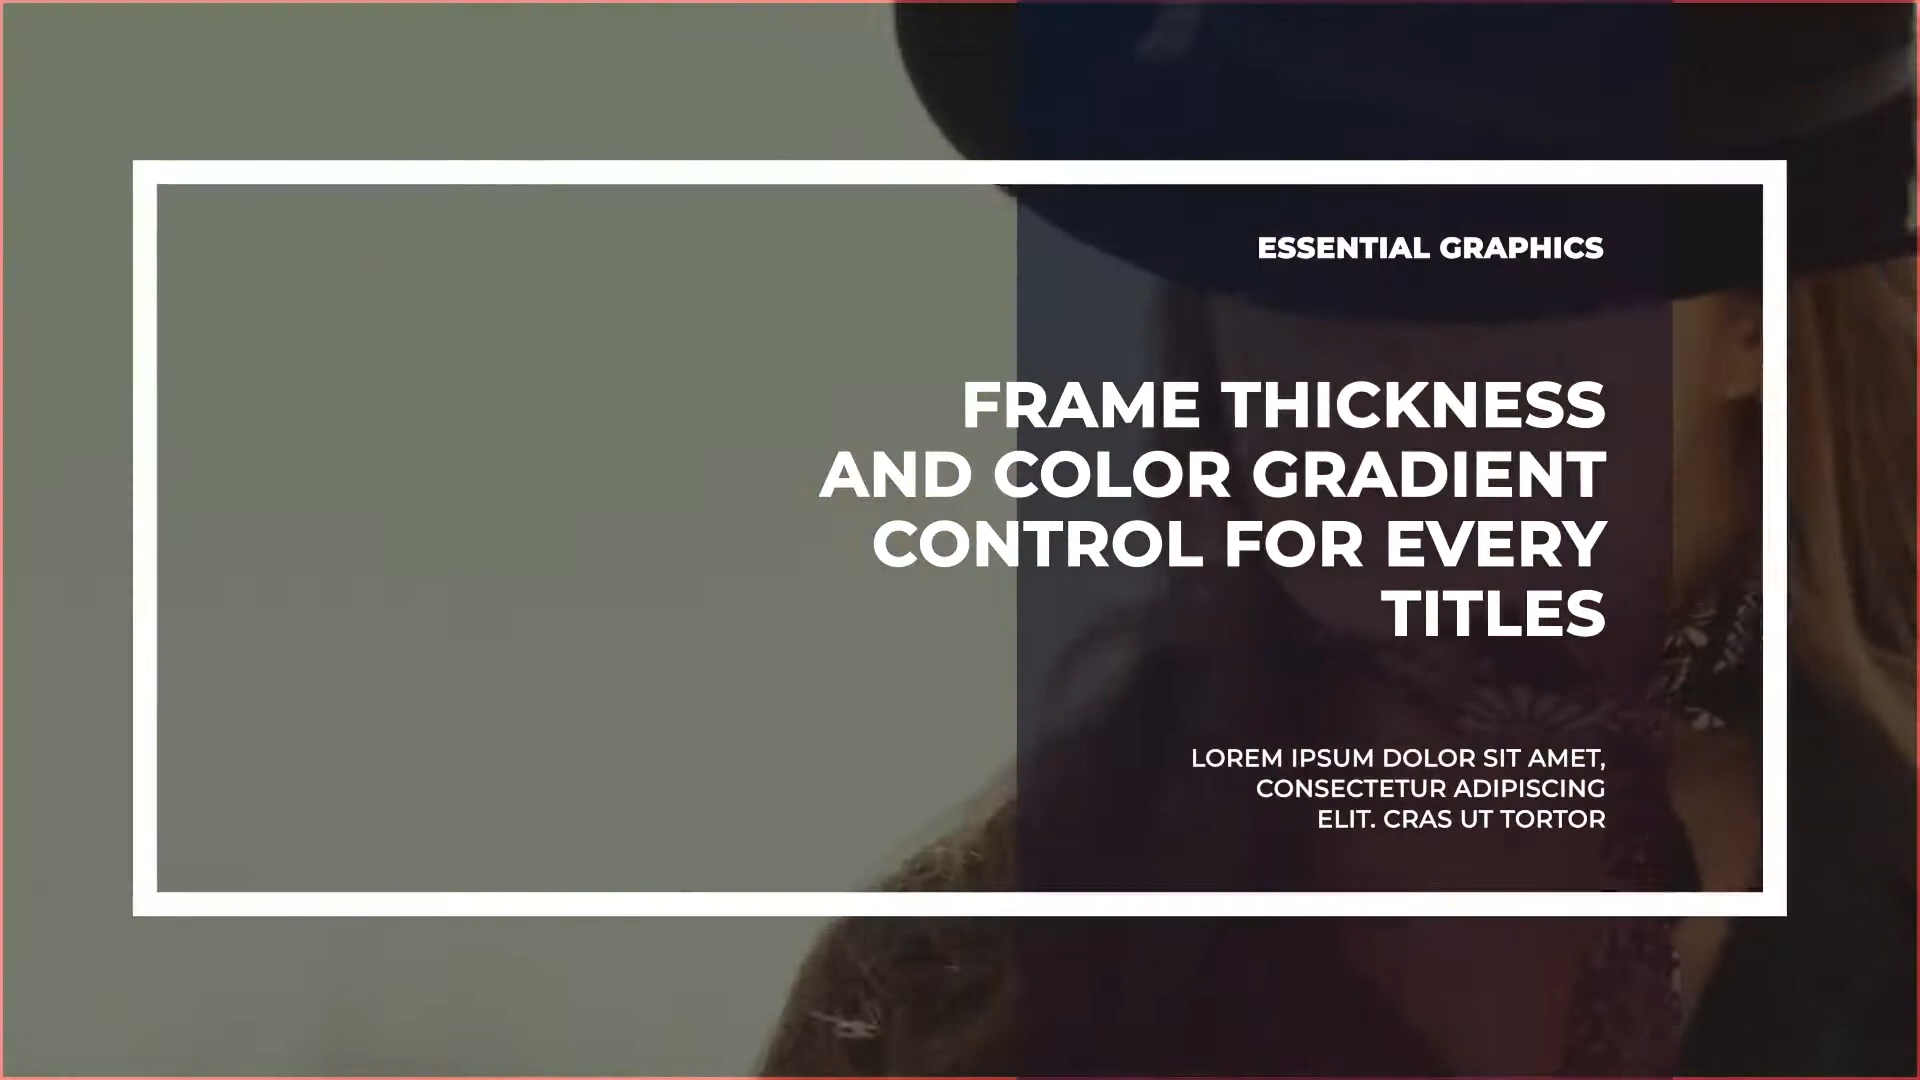 ESSENTIAL GRAPHICS
FRAME THICKNESS
AND COLOR GRADIENT
CONTROL FOR EVERY
TITLES
LOREM IPSUM DOLOR SIT AMET,
CONSECTETUR ADIPISCING
ELIT. CRAS UT TORTOR